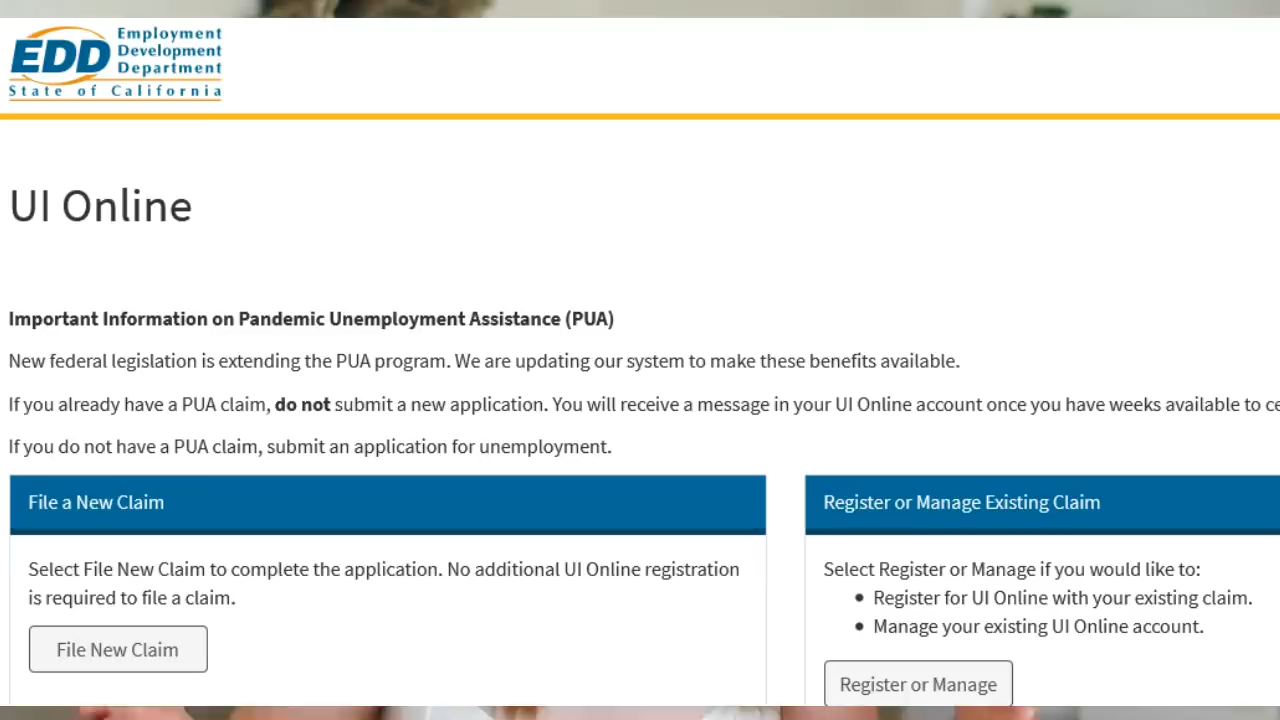 EDD
Employment
Development
Department
State of California
UI Online
Important Information on Pandemic Unemployment Assistance (PUA)
New federal legislation is extending the PUA program. We are updating our system to make these benefits available.
If you already have a PUA claim, do not submit a new application. You will receive a message in your UI Online account once you have weeks available to
If you do not have a PUA claim, submit an application for unemployment.
File a New Claim
Select File New Claim to complete the application. No additional UI Online registration
is required to file a claim.
File New Claim
Register or Manage Existing Claim
Select Register or Manage if you would like to:
• Register for UI Online with your existing claim.
• Manage your existing UI Online account.
Register or Manage